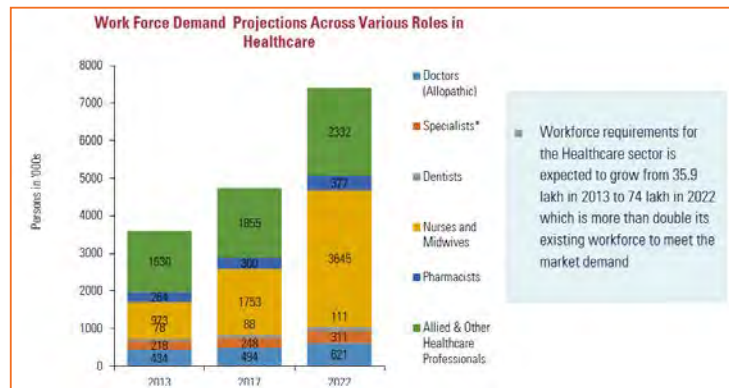 Work Force Demand Projections Across Various Roles in
Healthcare
Persons in '000s
8000
7000
6000
5000
4000
3000
2000
1000
0
1630
264
973
78
218
434
2013
1855
300
1753
88
248
494
2017
2332
377
3645
111
311
621
2022
Doctors
(Allopathic)
Specialists*
Dentists
Nurses and
Midwives
Pharmacists
Allied & Other
Healthcare
Professionals
Workforce requirements for
the Healthcare sector is
expected to grow from 35.9
lakh in 2013 to 74 lakh in 2022
which is more than double its
existing workforce to meet the
market demand